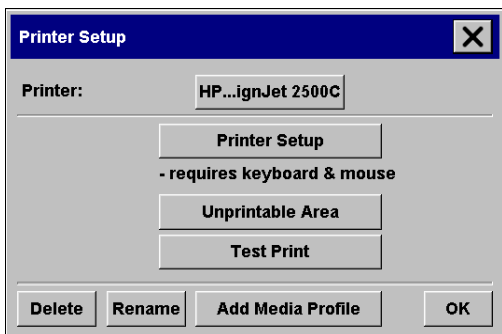 Printer Setup
Printer: HP...ignJet 2500C
Printer Setup
- requires keyboard & mouse
Unprintable Area
Test Print
Delete Rename Add Media Profile OK